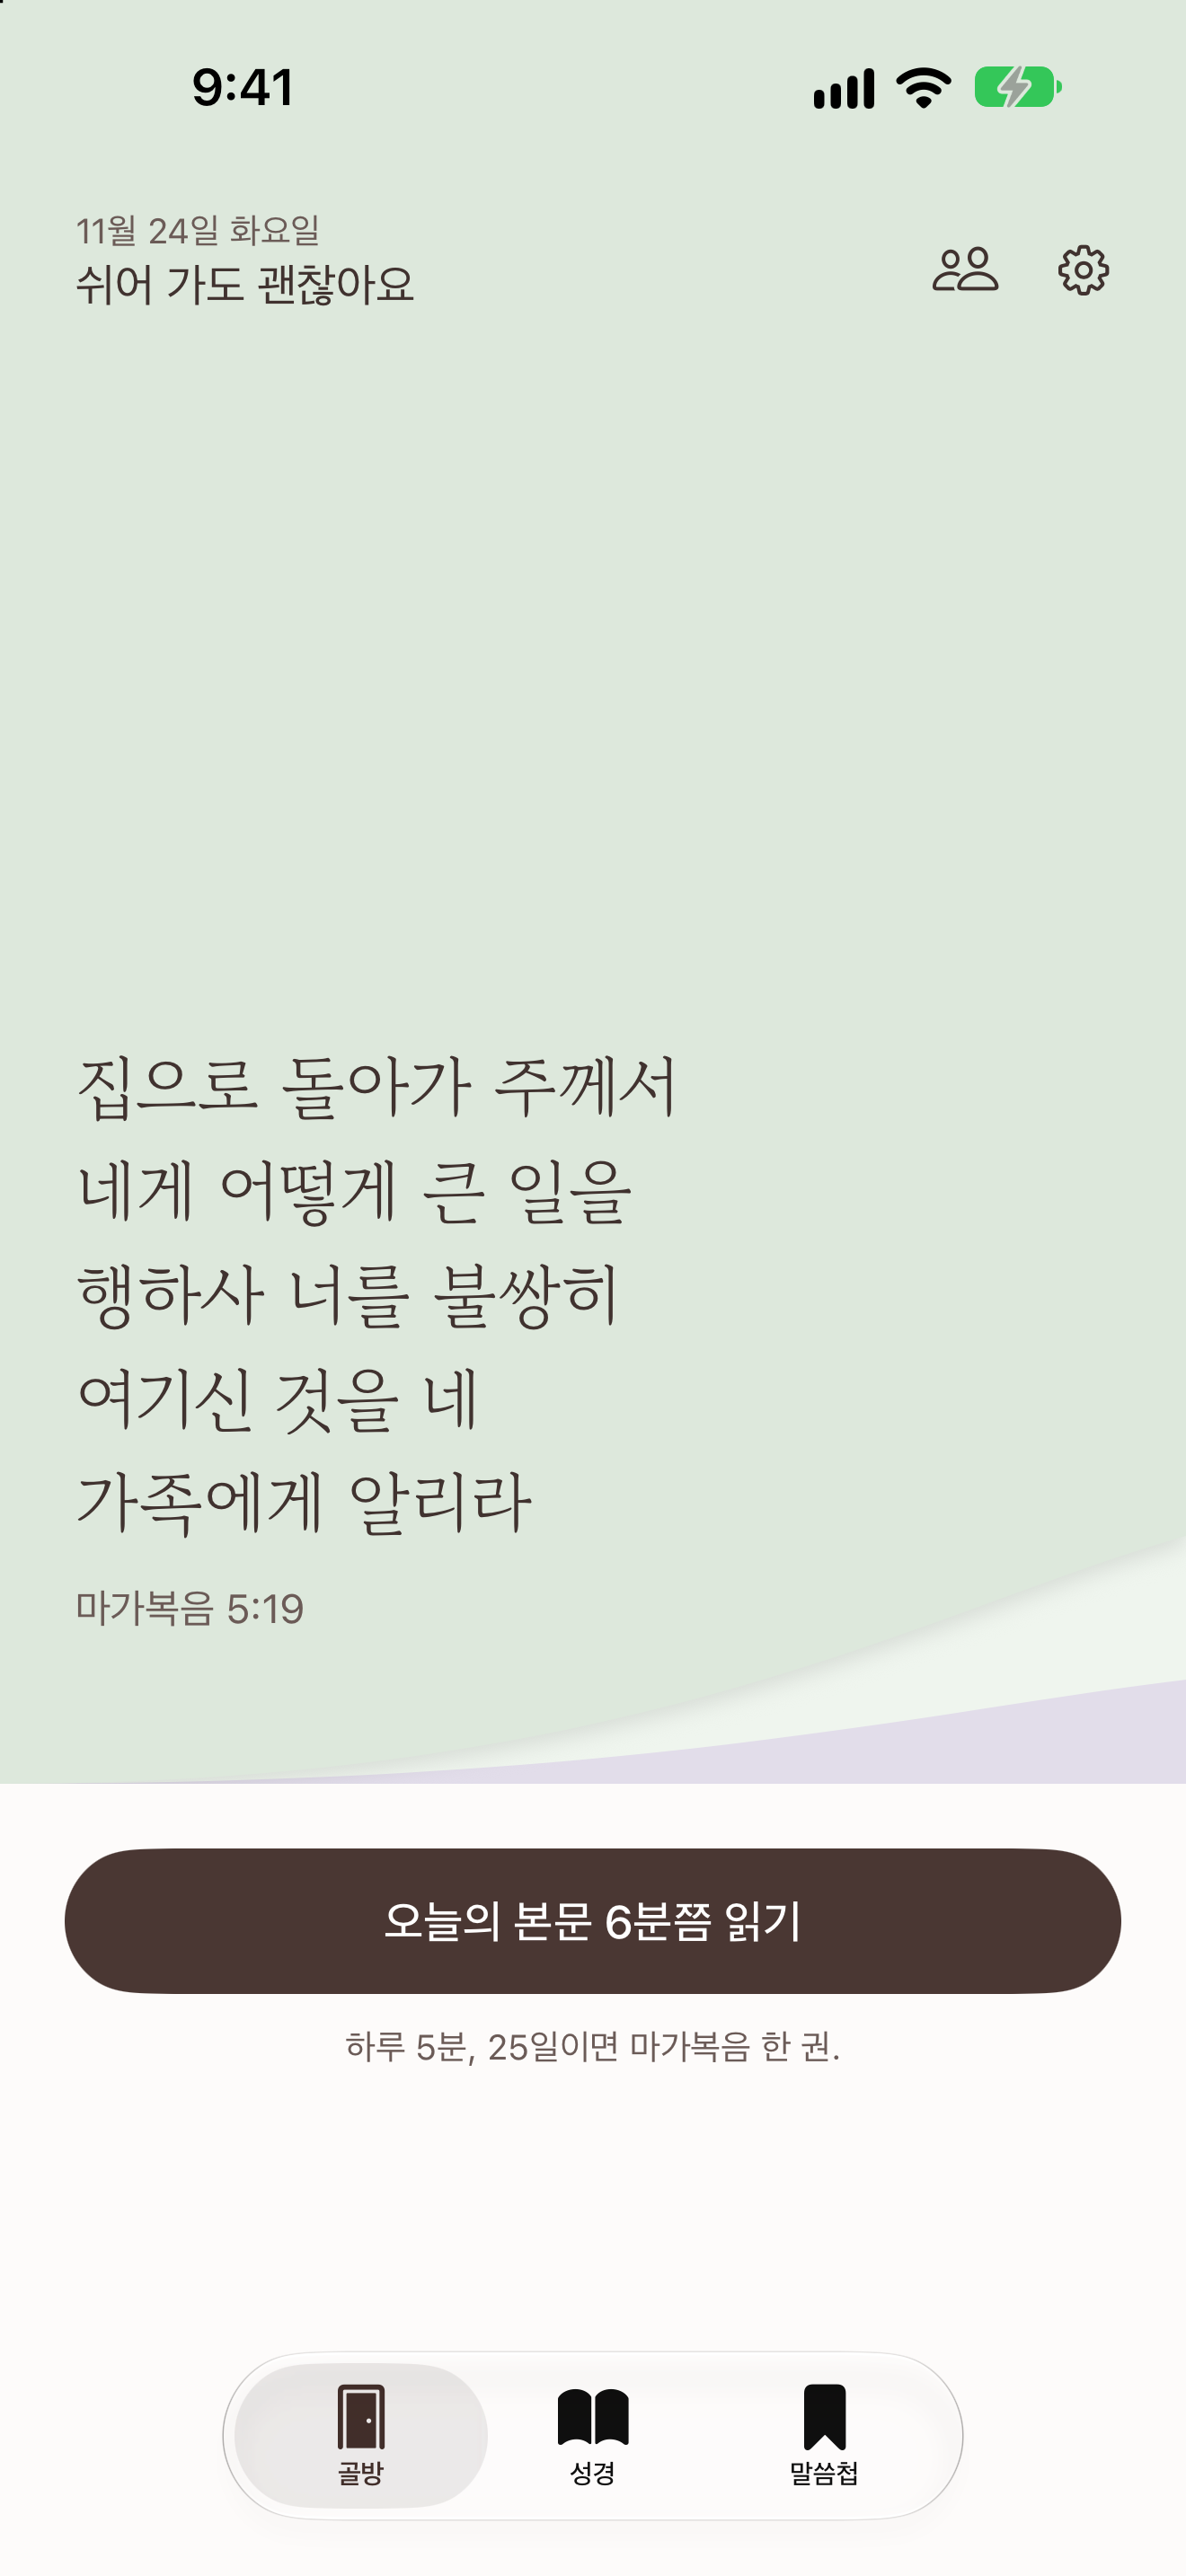 9:41
11월 24일 화요일
쉬어 가도 괜찮아요
집으로 돌아가 주께서
네게 어떻게 큰 일을
행하사 너를 불쌍히
여기신 것을 네
가족에게 알리라
마가복음 5:19
오늘의 본문 6분쯤 읽기
하루 5분, 25일이면 마가복음 한 권.
골방
성경
말씀첩